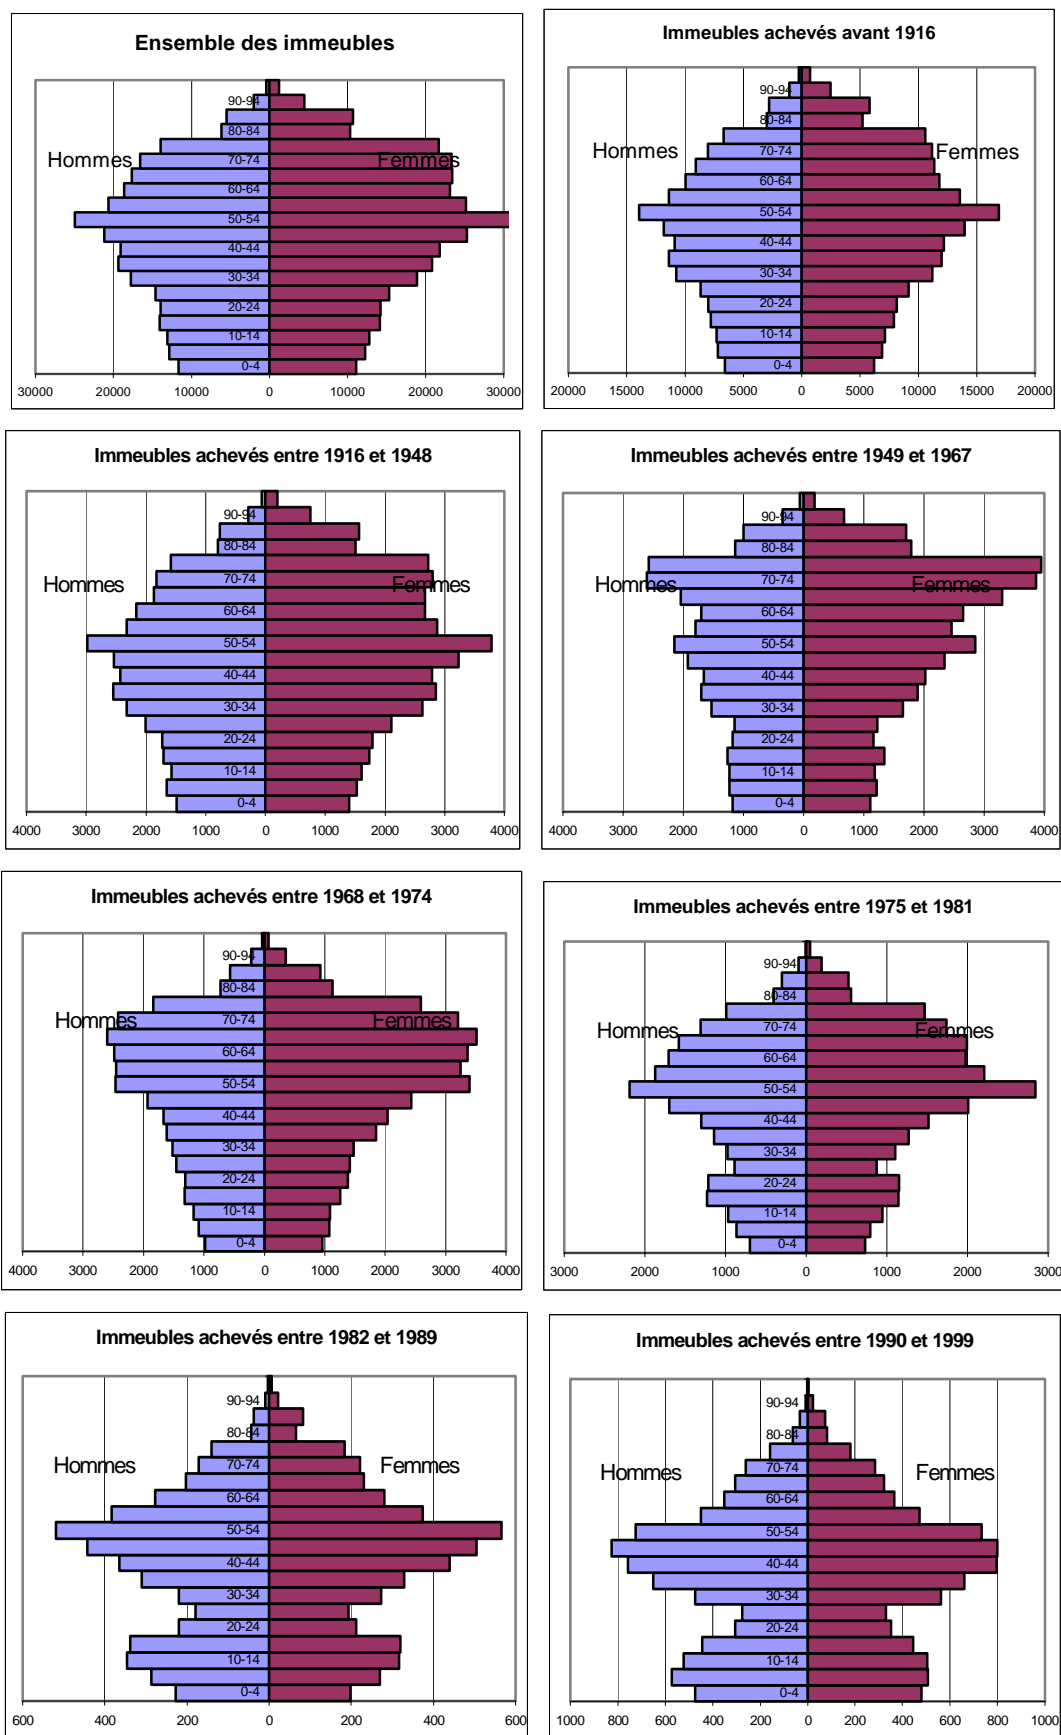 Ensemble des immeubles
90-94
80-84
Hommes
Femmes
70-74
60-64
50-54
40-44
30-34
20-24
10-14
0-4
30000 20000 10000 0 10000 20000 30000
Immeubles achevés avant 1916
90-94
80-84
Hommes
Femmes
70-74
60-64
50-54
40-44
30-34
20-24
10-14
0-4
20000 15000 10000 5000 0 5000 10000 15000 20000
Immeubles achevés entre 1916 et 1948
90-94
80-84
70-74
Hommes
Femmes
60-64
50-54
40-44
30-34
20-24
10-14
0-4
4000 3000 2000 1000 0 1000 2000 3000 4000
Immeubles achevés entre 1949 et 1967
90-94
80-84
70-74
Hommes
Femmes
60-64
50-54
40-44
30-34
20-24
10-14
0-4
4000 3000 2000 1000 0 1000 2000 3000 4000
Immeubles achevés entre 1968 et 1974
90-94
80-84
Hommes
70-74
Femmes
60-64
50-54
40-44
30-34
20-24
10-14
0-4
4000 3000 2000 1000 0 1000 2000 3000 4000
Immeubles achevés entre 1975 et 1981
90-94
80-84
70-74
Hommes
Femmes
60-64
50-54
40-44
30-34
20-24
10-14
0-4
3000 2000 1000 0 1000 2000 3000
Immeubles achevés entre 1982 et 1989
90-94
80-84
Hommes
70-74
Femmes
60-64
50-54
40-44
30-34
20-24
10-14
0-4
600 400 200 0 200 400 600
Immeubles achevés entre 1990 et 1999
90-94
80-84
70-74
Hommes
Femmes
60-64
50-54
40-44
30-34
20-24
10-14
0-4
1000 800 600 400 200 0 200 400 600 800 1000